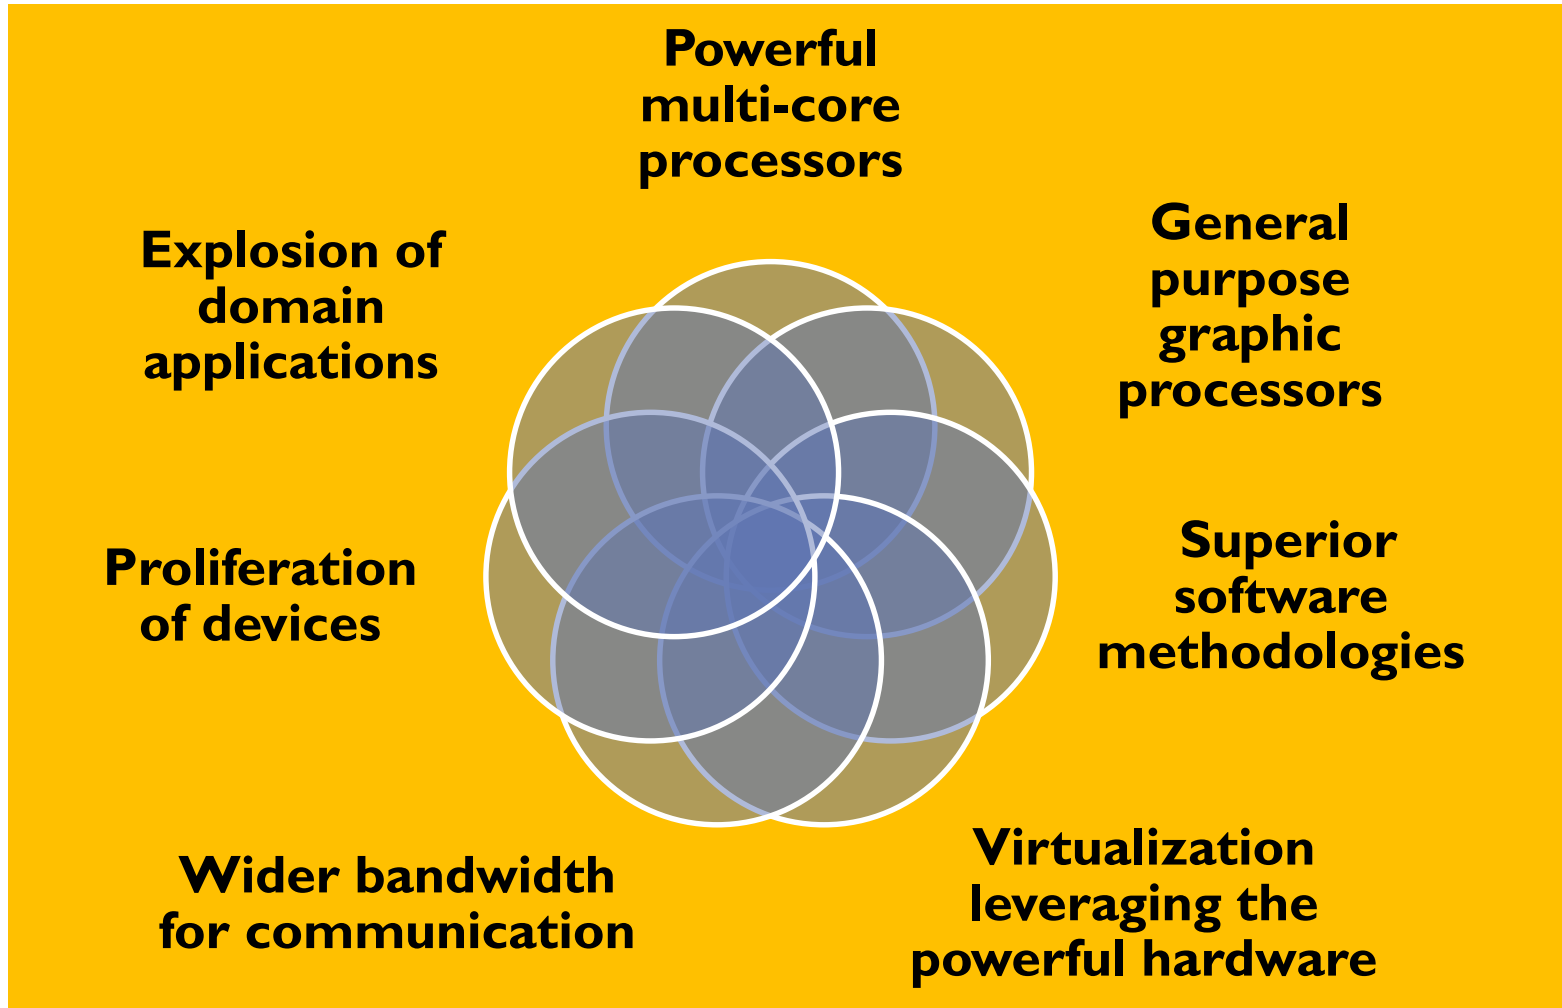 Powerful
multi-core
processors
General
purpose
graphic
processors
Superior
software
methodologies
Virtualization
leveraging the
powerful hardware
Wider bandwidth
for communication
Proliferation
of devices
Explosion of
domain
applications